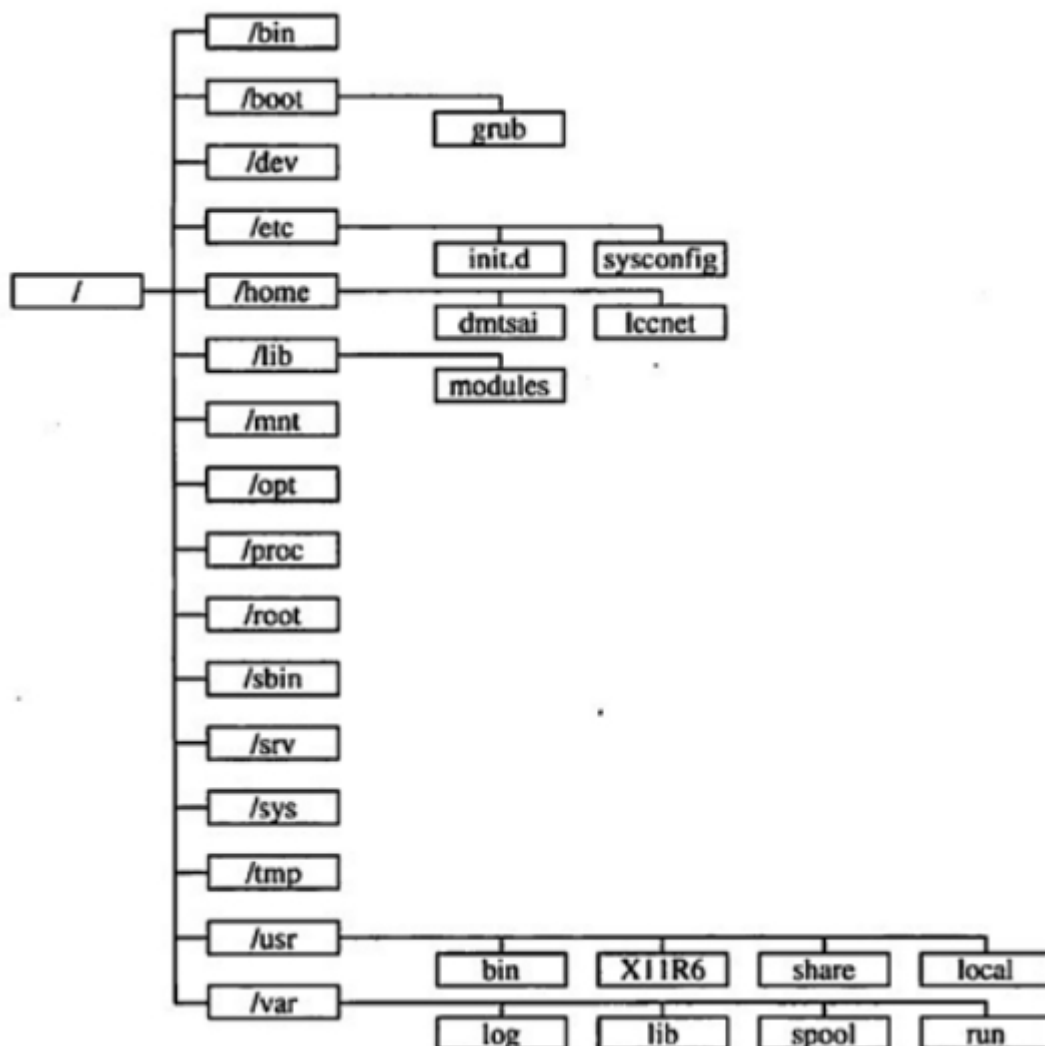 /bin
/boot
grub
/dev
/etc
init.d sysconfig
/ /home
dmtsai lccnet
/lib
modules
/mnt
/opt
/proc
/root
/sbin
/srv
/sys
/tmp
/usr
bin X11R6 share local
/var
log lib spool run